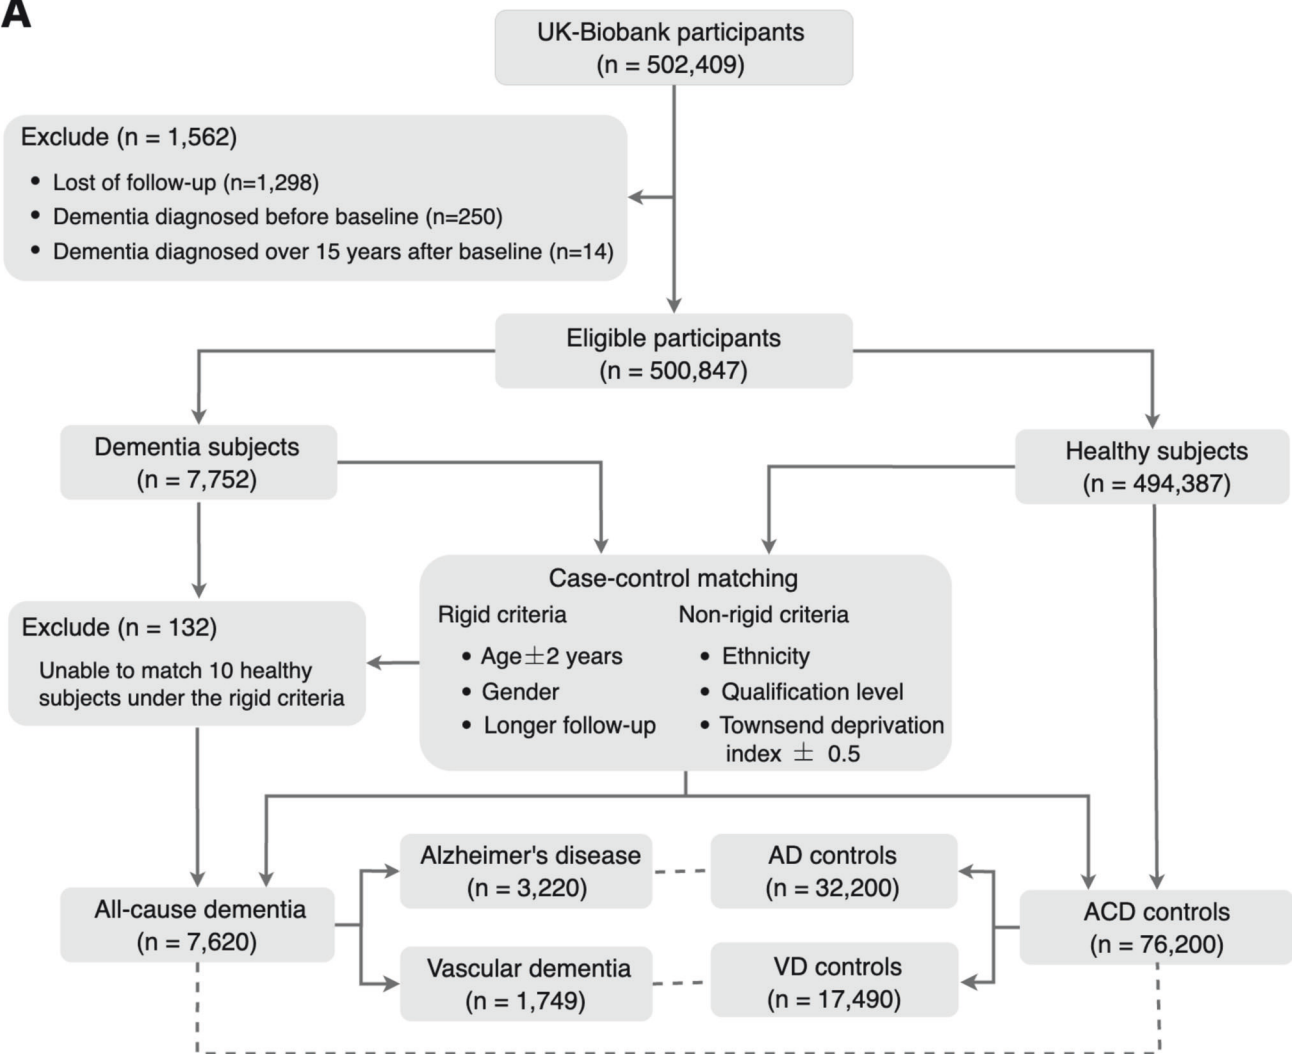 A
UK-Biobank participants
(n = 502,409)
Exclude (n = 1,562)
• Lost of follow-up (n=1,298)
• Dementia diagnosed before baseline (n=250)
• Dementia diagnosed over 15 years after baseline (n=14)
Eligible participants
(n = 500,847)
Dementia subjects
(n = 7,752)
Healthy subjects
(n = 494,387)
Case-control matching
Rigid criteria
• Age±2 years
• Gender
• Longer follow-up
Non-rigid criteria
• Ethnicity
• Qualification level
• Townsend deprivation
index ± 0.5
Exclude (n = 132)
Unable to match 10 healthy
subjects under the rigid criteria
Alzheimer's disease
(n = 3,220)
AD controls
(n = 32,200)
All-cause dementia
(n = 7,620)
ACD controls
(n = 76,200)
Vascular dementia
(n = 1,749)
VD controls
(n = 17,490)